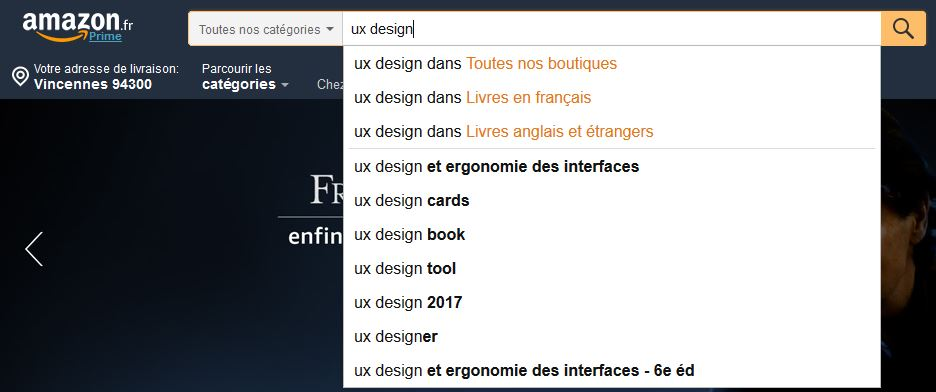 amazon.fr
Prime
Toutes nos catégories
ux design
Votre adresse de livraison:
Vincennes 94300
Parcourir les
catégories
Chez
ux design dans Toutes nos boutiques
ux design dans Livres en français
ux design dans Livres anglais et étrangers
ux design et ergonomie des interfaces
ux design cards
ux design book
ux design tool
ux design 2017
ux designer
ux design et ergonomie des interfaces - 6e éd
enfin